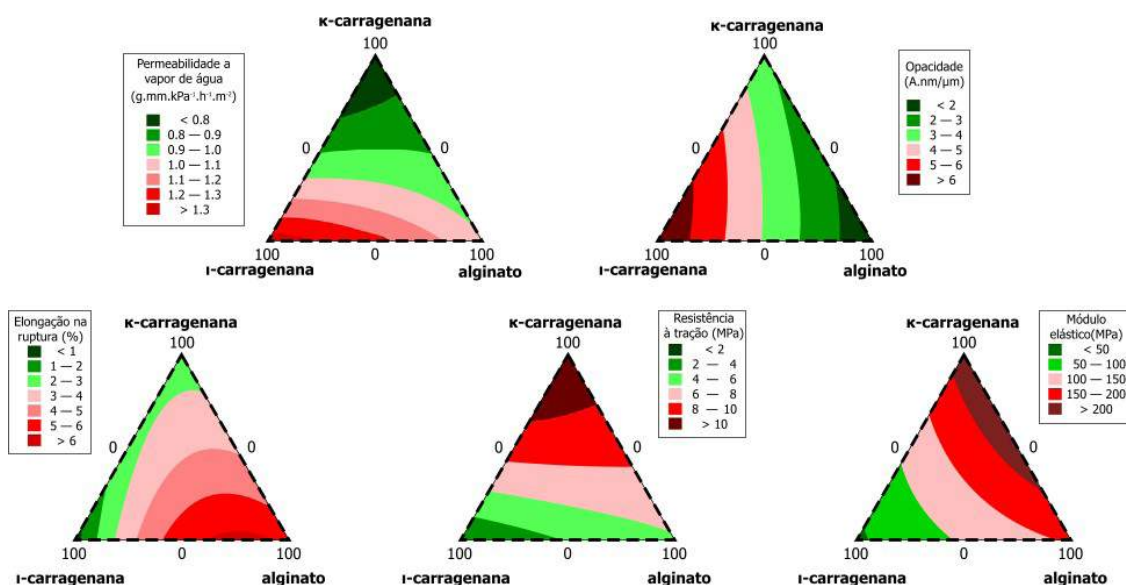 κ-carragenana
100
Permeabilidade a
vapor de água
(g.mm.kPa⁻¹.h⁻¹.m⁻²)
< 0.8
0.8 — 0.9
0.9 — 1.0
1.0 — 1.1
1.1 — 1.2
1.2 — 1.3
> 1.3
0
0
100
0
100
ι-carragenana
alginato
κ-carragenana
100
Opacidade
(A.nm/μm)
< 2
2 — 3
3 — 4
4 — 5
5 — 6
> 6
0
0
100
0
100
ι-carragenana
alginato
Elongação na
ruptura (%)
< 1
1 — 2
2 — 3
3 — 4
4 — 5
5 — 6
> 6
κ-carragenana
100
0
0
100
0
100
ι-carragenana
alginato
κ-carragenana
100
Resistência
à tração (MPa)
< 2
2 — 4
4 — 6
6 — 8
8 — 10
> 10
0
0
100
0
100
ι-carragenana
alginato
κ-carragenana
100
Módulo
elástico(MPa)
< 50
50 — 100
100 — 150
150 — 200
> 200
0
0
100
0
100
ι-carragenana
alginato